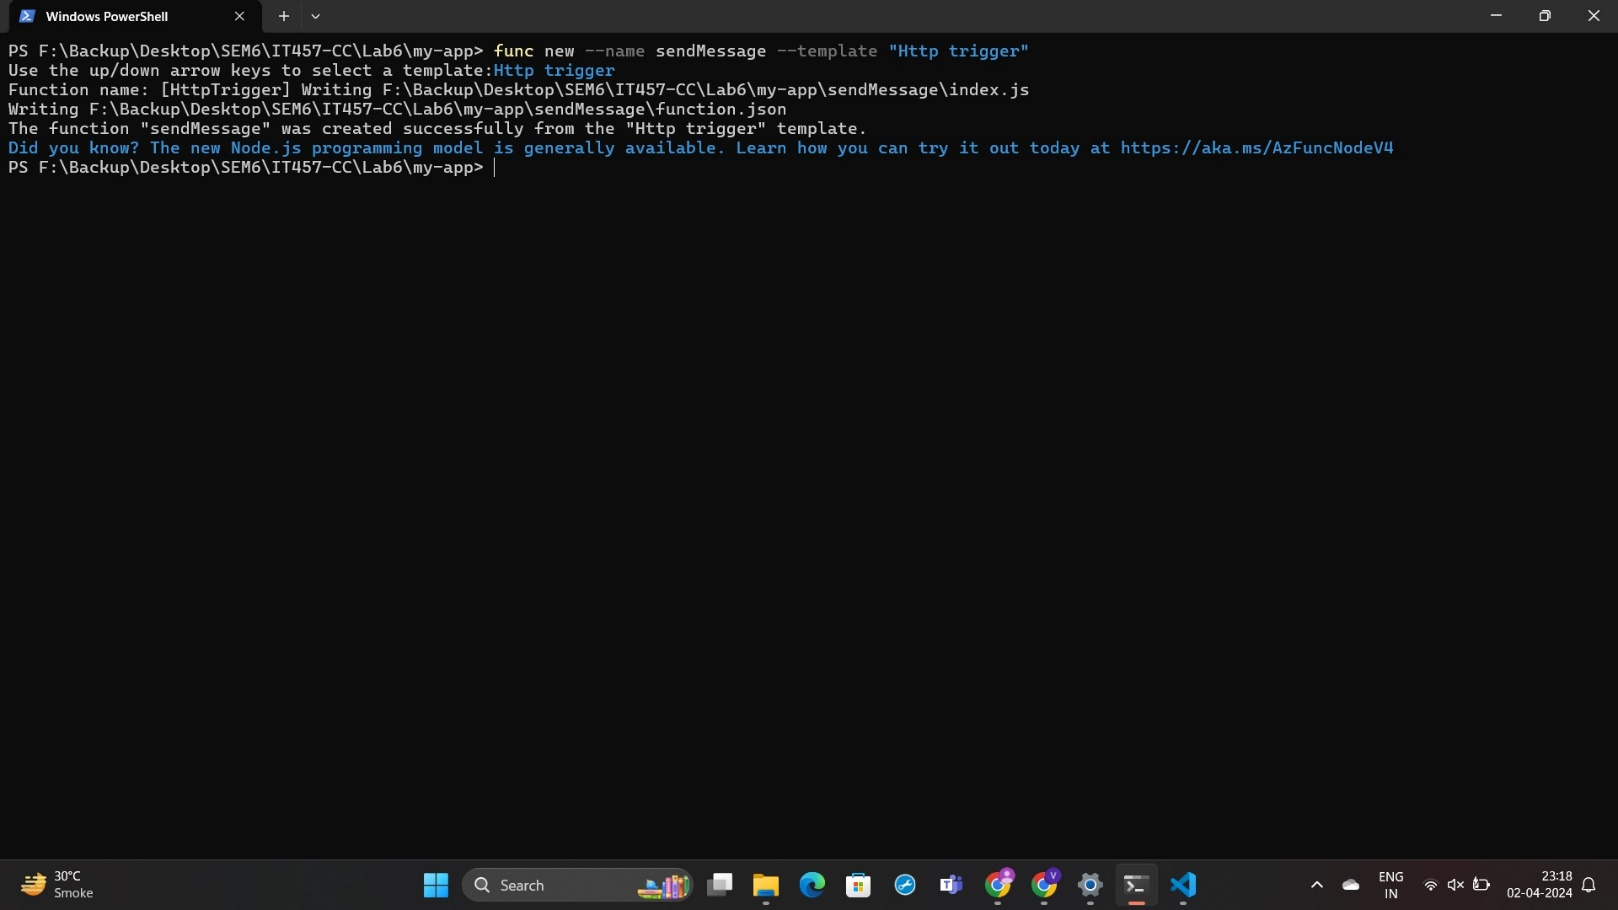 Windows PowerShell
PS F:\Backup\Desktop\SEM6\IT457-CC\Lab6\my-app> func new --name sendMessage --template "Http trigger"
Use the up/down arrow keys to select a template:Http trigger
Function name: [HttpTrigger] Writing F:\Backup\Desktop\SEM6\IT457-CC\Lab6\my-app\sendMessage\index.js
Writing F:\Backup\Desktop\SEM6\IT457-CC\Lab6\my-app\sendMessage\function.json
The function "sendMessage" was created successfully from the "Http trigger" template.
Did you know? The new Node.js programming model is generally available. Learn how you can try it out today at https://aka.ms/AzFuncNodeV4
PS F:\Backup\Desktop\SEM6\IT457-CC\Lab6\my-app>
30°C
Smoke
Search
V
ENG
IN
23:18
02-04-2024